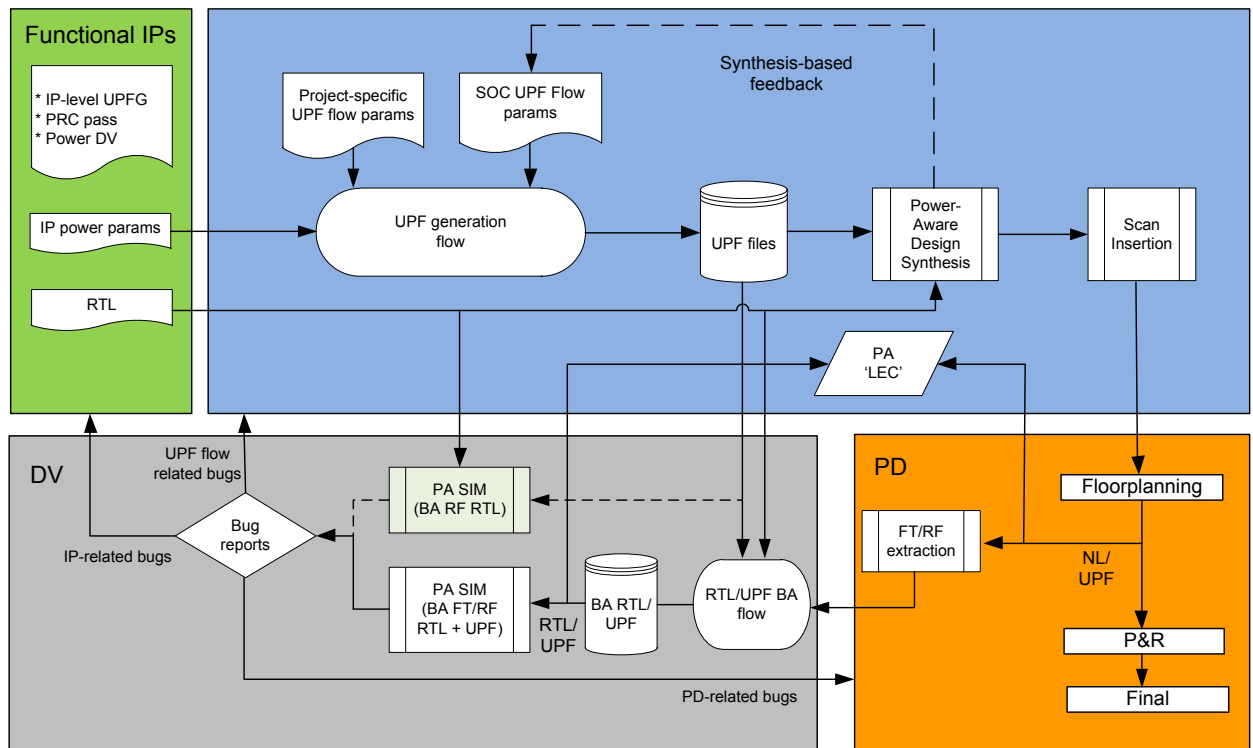 Functional IPs
* IP-level UPFG
* PRC pass
* Power DV
IP power params
RTL
Project-specific
UPF flow params
SOC UPF Flow
params
Synthesis-based
feedback
UPF generation
flow
UPF files
Power-
Aware
Design
Synthesis
Scan
Insertion
PA
‘LEC’
DV
UPF flow
related bugs
Bug
reports
IP-related bugs
PA SIM
(BA RF RTL)
PA SIM
(BA FT/RF
RTL + UPF)
RTL/
UPF
BA RTL/
UPF
RTL/UPF BA
flow
PD-related bugs
PD
Floorplanning
FT/RF
extraction
NL/
UPF
P&R
Final